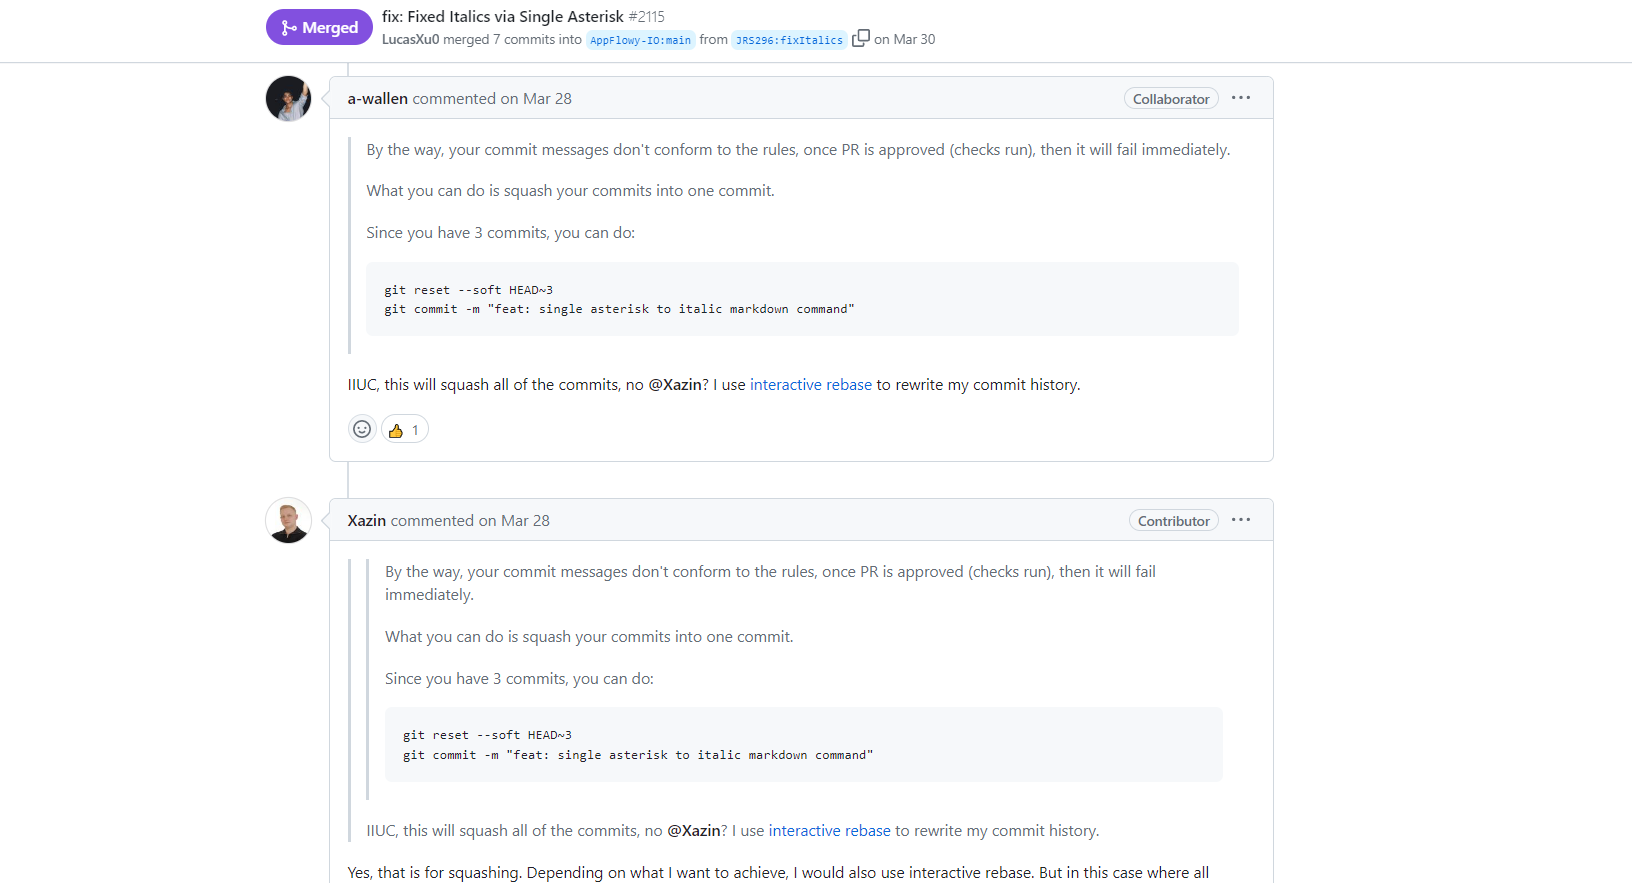 Merged
fix: Fixed Italics via Single Asterisk #2115
LucasXu0 merged 7 commits into AppFlowy-IO:main from JRS296:fixItalics on Mar 30
a-wallen commented on Mar 28
Collaborator
By the way, your commit messages don't conform to the rules, once PR is approved (checks run), then it will fail immediately.
What you can do is squash your commits into one commit.
Since you have 3 commits, you can do:
git reset --soft HEAD~3
git commit -m "feat: single asterisk to italic markdown command"
IIUC, this will squash all of the commits, no @Xazin? I use interactive rebase to rewrite my commit history.
1
Xazin commented on Mar 28
Contributor
By the way, your commit messages don't conform to the rules, once PR is approved (checks run), then it will fail
immediately.
What you can do is squash your commits into one commit.
Since you have 3 commits, you can do:
git reset --soft HEAD~3
git commit -m "feat: single asterisk to italic markdown command"
IIUC, this will squash all of the commits, no @Xazin? I use interactive rebase to rewrite my commit history.
Yes, that is for squashing. Depending on what I want to achieve, I would also use interactive rebase. But in this case where all